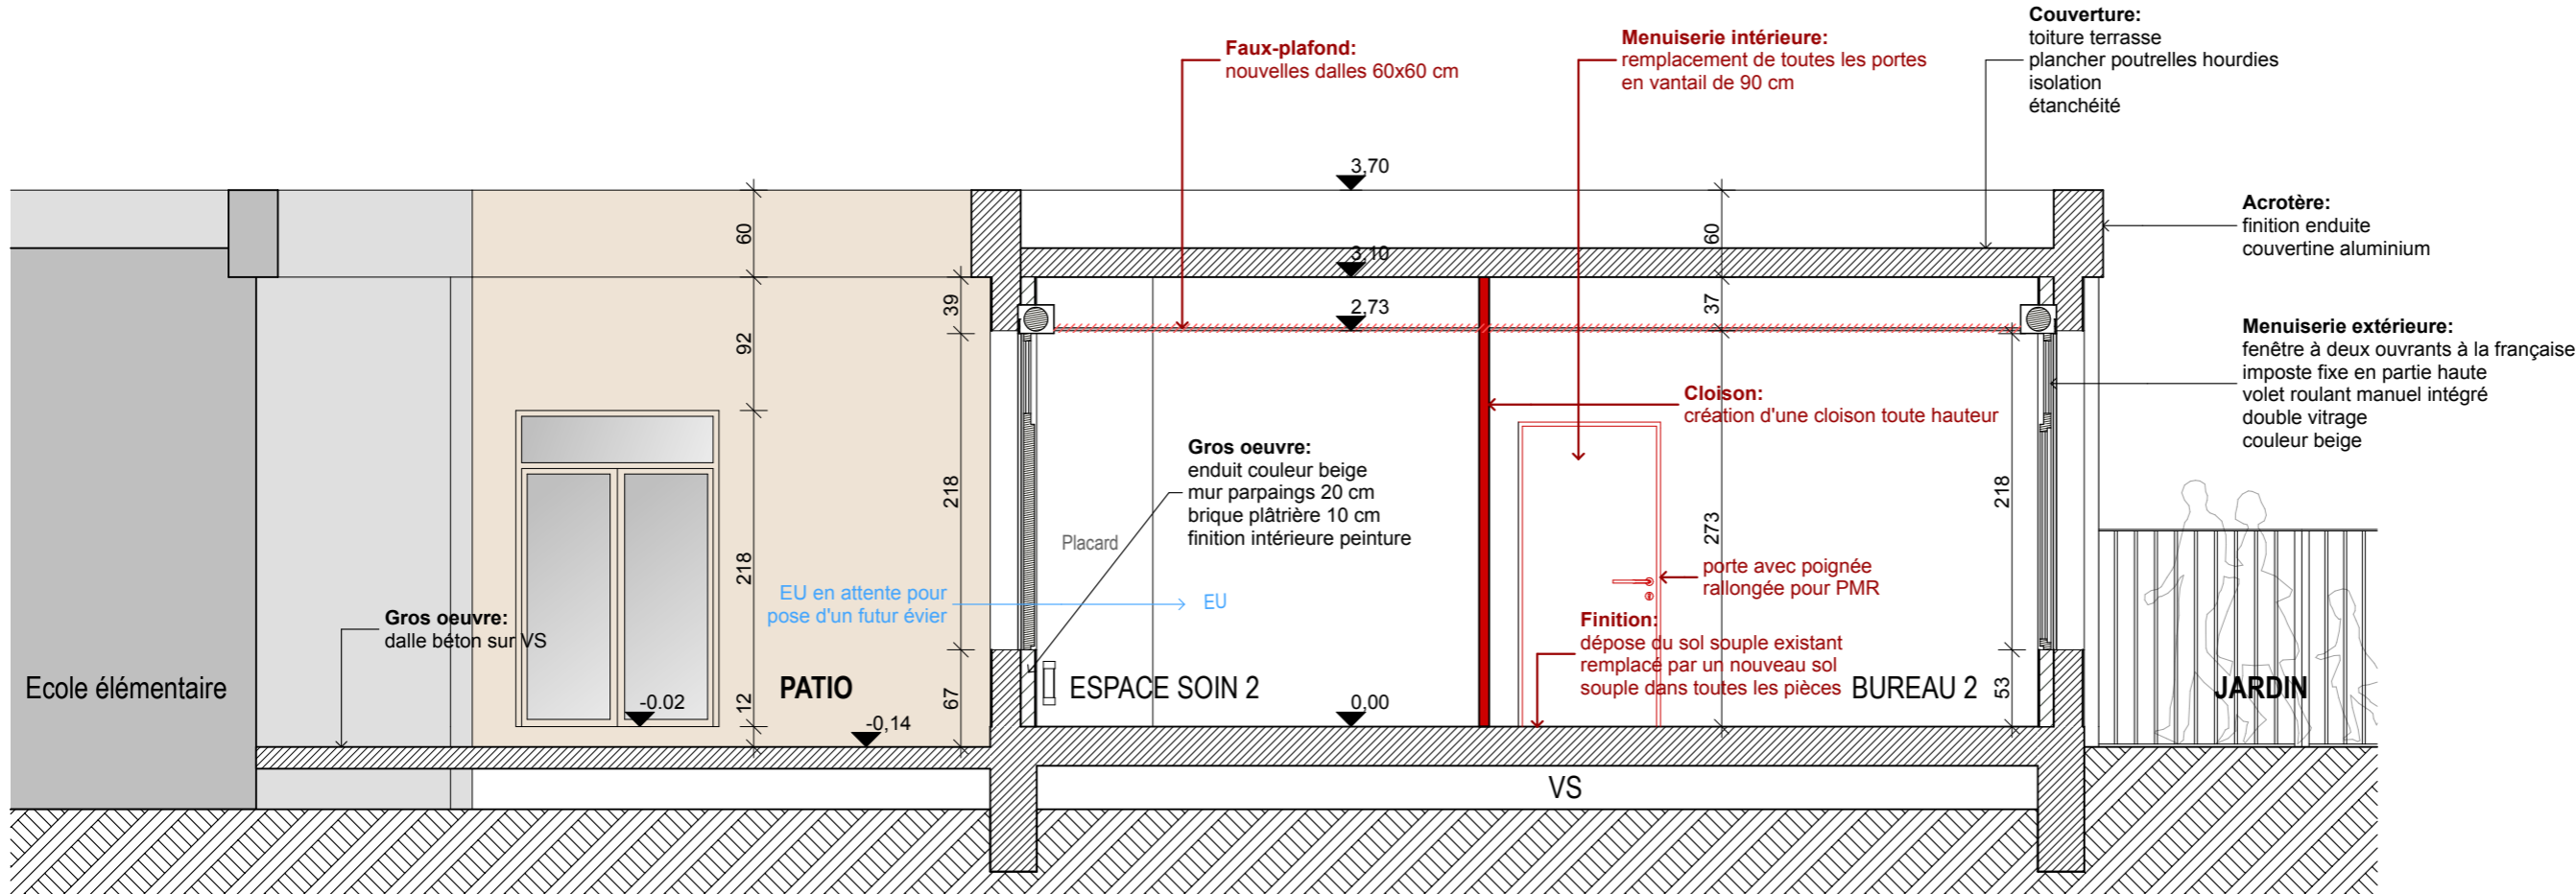 Couverture:
toiture terrasse
plancher poutrelles hourdies
isolation
étanchéité
Faux-plafond:
nouvelles dalles 60x60 cm
Menuiserie intérieure:
remplacement de toutes les portes
en vantail de 90 cm
3,70
Acrotère:
finition enduite
couvertine aluminium
60
60
3,10
39
2,73
37
92
Menuiserie extérieure:
fenêtre à deux ouvrants à la française
imposte fixe en partie haute
volet roulant manuel intégré
double vitrage
couleur beige
Cloison:
création d'une cloison toute hauteur
Gros oeuvre:
enduit couleur beige
mur parpaings 20 cm
brique plâtrière 10 cm
finition intérieure peinture
218
218
218
273
Placard
EU en attente pour
pose d'un futur évier
EU
porte avec poignée
rallongée pour PMR
Gros oeuvre:
dalle béton sur VS
Finition:
dépose du sol souple existant
remplacé par un nouveau sol
souple dans toutes les pièces
Ecole élémentaire
PATIO
ESPACE SOIN 2
BUREAU 2
JARDIN
12
67
53
-0.02
-0,14
0,00
VS